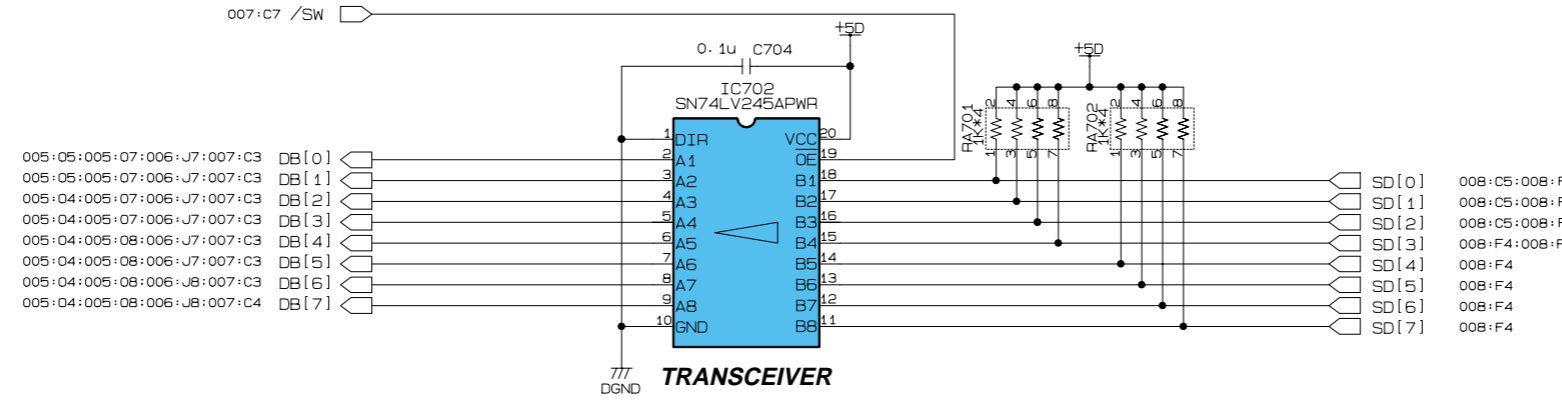 007:C7 /SW
+5D
0.1u C704
+5D
IC702
SN74LV245APWR
RA701
1K*4
2 4 6 8
1 3 5 7
RA702
1K*4
2 4 6 8
1 3 5 7
1 DIR VCC 20
005:05:005:07:006:J7:007:C3 DB[0] 2 A1 OE 19
005:05:005:07:006:J7:007:C3 DB[1] 3 A2 B1 18 SD[0] 008:C5:008:F
005:04:005:07:006:J7:007:C3 DB[2] 4 A3 B2 17 SD[1] 008:C5:008:F
005:04:005:07:006:J7:007:C3 DB[3] 5 A4 B3 16 SD[2] 008:C5:008:F
005:04:005:08:006:J7:007:C3 DB[4] 6 A5 B4 15 SD[3] 008:F4:008:F
005:04:005:08:006:J7:007:C3 DB[5] 7 A6 B5 14 SD[4] 008:F4
005:04:005:08:006:J8:007:C3 DB[6] 8 A7 B6 13 SD[5] 008:F4
005:04:005:08:006:J8:007:C4 DB[7] 9 A8 B7 12 SD[6] 008:F4
10 GND B8 11 SD[7] 008:F4
DGND
TRANSCEIVER